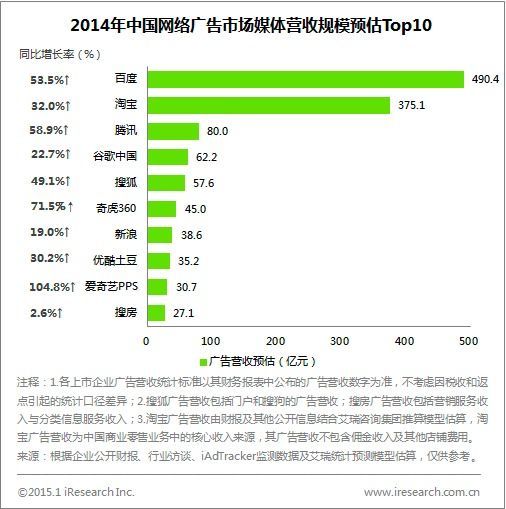 2014年中国网络广告市场媒体营收规模预估Top10
同比增长率（%）
53.5%↑ 百度 490.4
32.0%↑ 淘宝 375.1
58.9%↑ 腾讯 80.0
22.7%↑ 谷歌中国 62.2
49.1%↑ 搜狐 57.6
71.5%↑ 奇虎360 45.0
19.0%↑ 新浪 38.6
30.2%↑ 优酷土豆 35.2
104.8%↑ 爱奇艺PPS 30.7
2.6%↑ 搜房 27.1
0 100 200 300 400 500
广告营收预估（亿元）
注释：1.各上市企业广告营收统计标准以其财务报表中公布的广告营收数字为准，不考虑因税收和返
点引起的统计口径差异；2.搜狐广告营收包括门户和搜狗的广告营收；搜房广告营收包括营销服务收
入与分类信息服务收入；3.淘宝广告营收由财报及其他公开信息结合艾瑞咨询集团推算模型估算，淘
宝广告营收为中国商业零售业务中的核心收入来源，其广告营收不包含佣金收入及其他店铺费用。
来源：根据企业公开财报、行业访谈、iAdTracker监测数据及艾瑞统计预测模型估算，仅供参考。
©2015.1 iResearch Inc. www.iresearch.com.cn